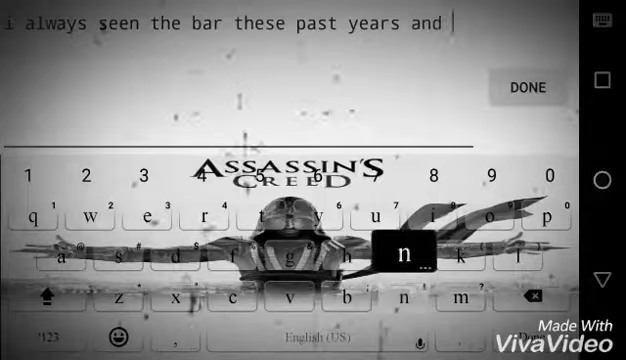 i always seen the bar these past years and
DONE
ASSASSIN'S
CREED
1 2 3 4 5 6 7 8 9 0
q w e r t y u i o p
a s d f g h n k l
z x c v b n m
'123 , English (US) . Done
Made With
VivaVideo